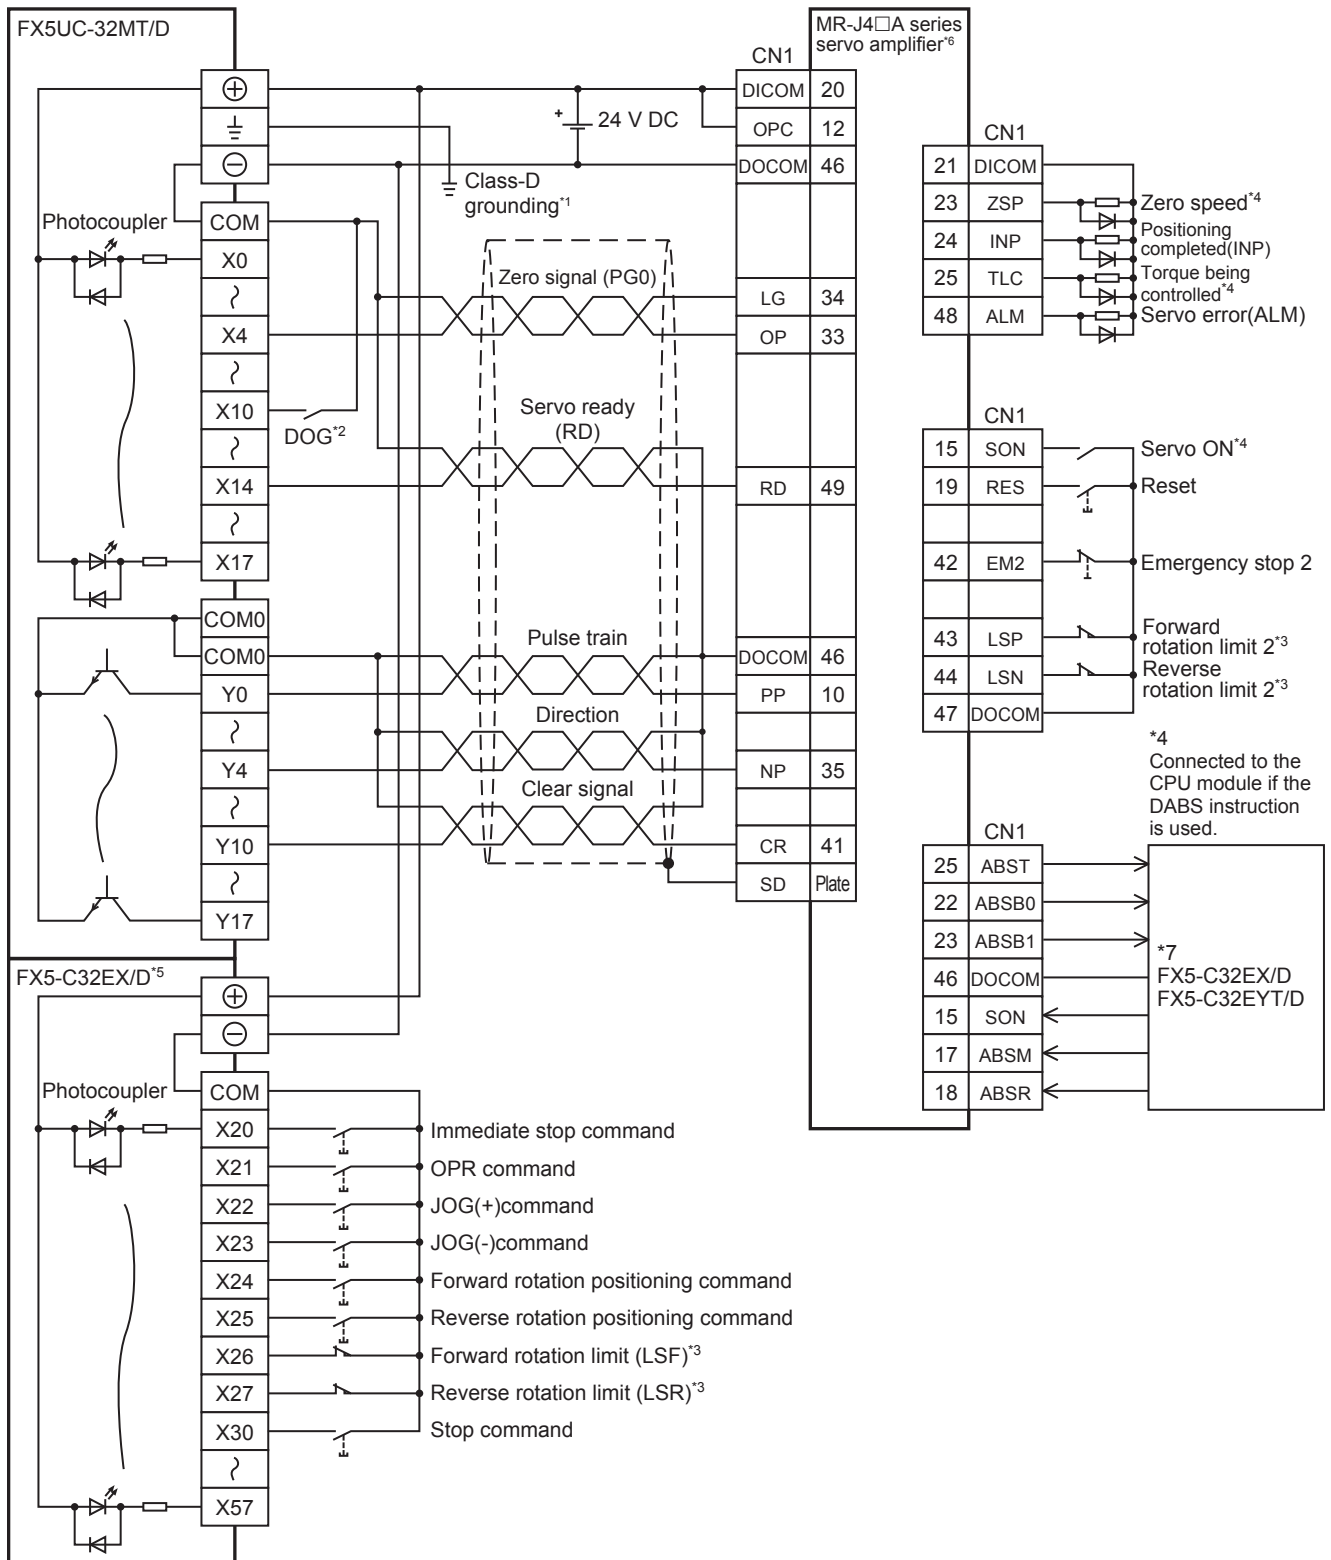 FX5UC-32MT/D
MR-J4□A series
servo amplifier*6
CN1
DICOM 20
OPC 12
DOCOM 46
+
24 V DC
Class-D
grounding*1
Photocoupler
COM
X0
X4
X10
X14
X17
DOG*2
Zero signal (PG0)
LG 34
OP 33
Servo ready
(RD)
RD 49
COM0
COM0
Y0
Y4
Y10
Y17
Pulse train
Direction
Clear signal
DOCOM 46
PP 10
NP 35
CR 41
SD Plate
CN1
21 DICOM
23 ZSP Zero speed*4
24 INP Positioning
completed(INP)
25 TLC Torque being
controlled*4
48 ALM Servo error(ALM)
CN1
15 SON Servo ON*4
19 RES Reset
42 EM2 Emergency stop 2
43 LSP Forward
rotation limit 2*3
44 LSN Reverse
rotation limit 2*3
47 DOCOM
*4
Connected to the
CPU module if the
DABS instruction
is used.
CN1
25 ABST
22 ABSB0
23 ABSB1
46 DOCOM
15 SON
17 ABSM
18 ABSR
*7
FX5-C32EX/D
FX5-C32EYT/D
FX5-C32EX/D*5
Photocoupler
COM
X20 Immediate stop command
X21 OPR command
X22 JOG(+)command
X23 JOG(-)command
X24 Forward rotation positioning command
X25 Reverse rotation positioning command
X26 Forward rotation limit (LSF)*3
X27 Reverse rotation limit (LSR)*3
X30 Stop command
X57